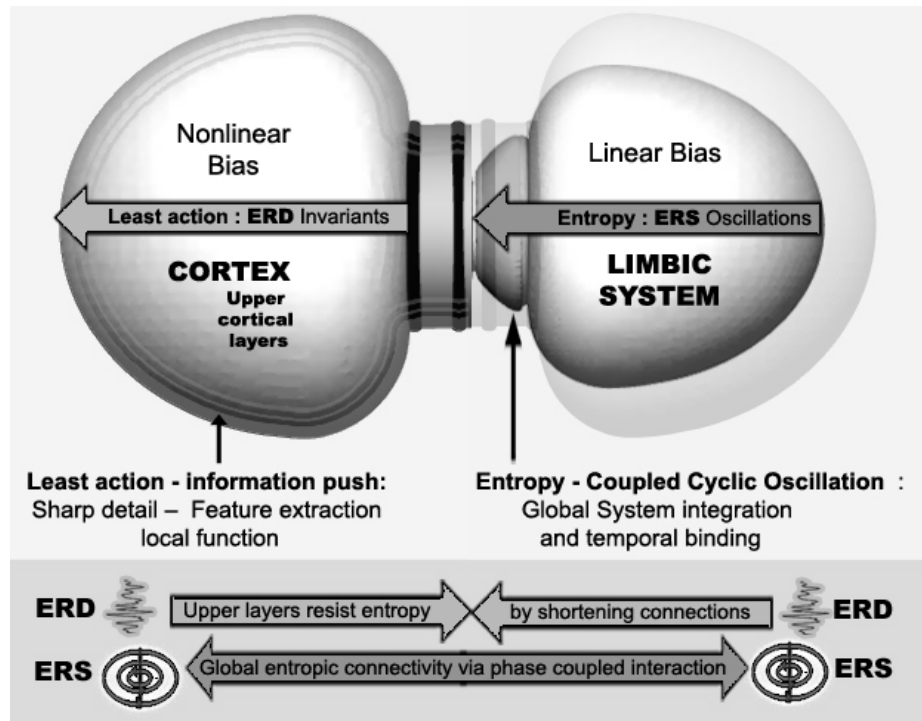 Nonlinear
Bias
Linear Bias
Least action : ERD Invariants
Entropy : ERS Oscillations
CORTEX
Upper
cortical
layers
LIMBIC
SYSTEM
Least action - information push:
Sharp detail – Feature extraction
local function
Entropy - Coupled Cyclic Oscillation :
Global System integration
and temporal binding
ERD
Upper layers resist entropy
by shortening connections
ERD
ERS
Global entropic connectivity via phase coupled interaction
ERS